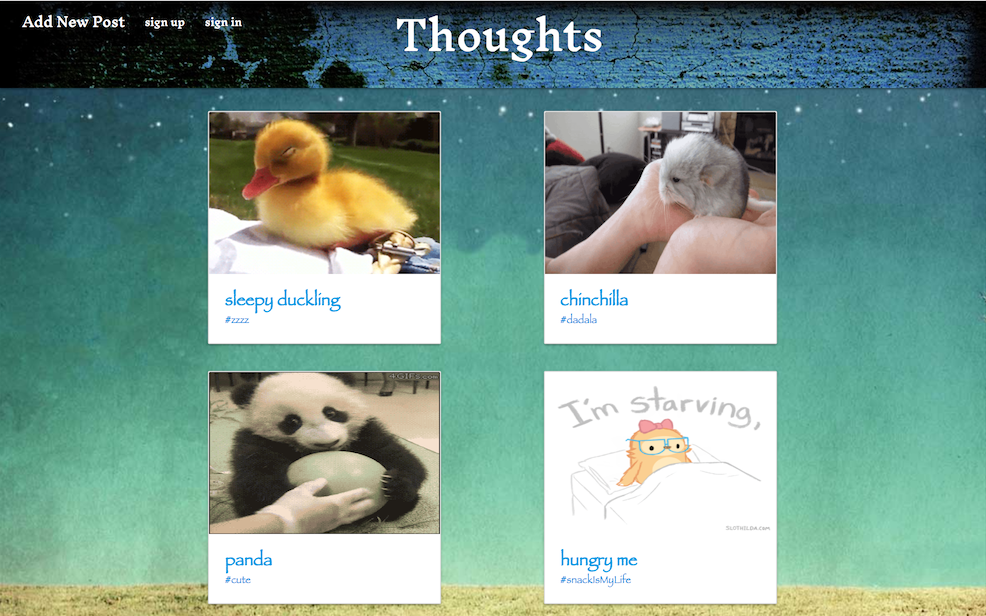 Add New Post sign up sign in
Thoughts
sleepy duckling
#zzzz
chinchilla
#dadala
4GIFs.com
panda
#cute
I'm starving,
SLOTHILDA.com
hungry me
#snackIsMyLife